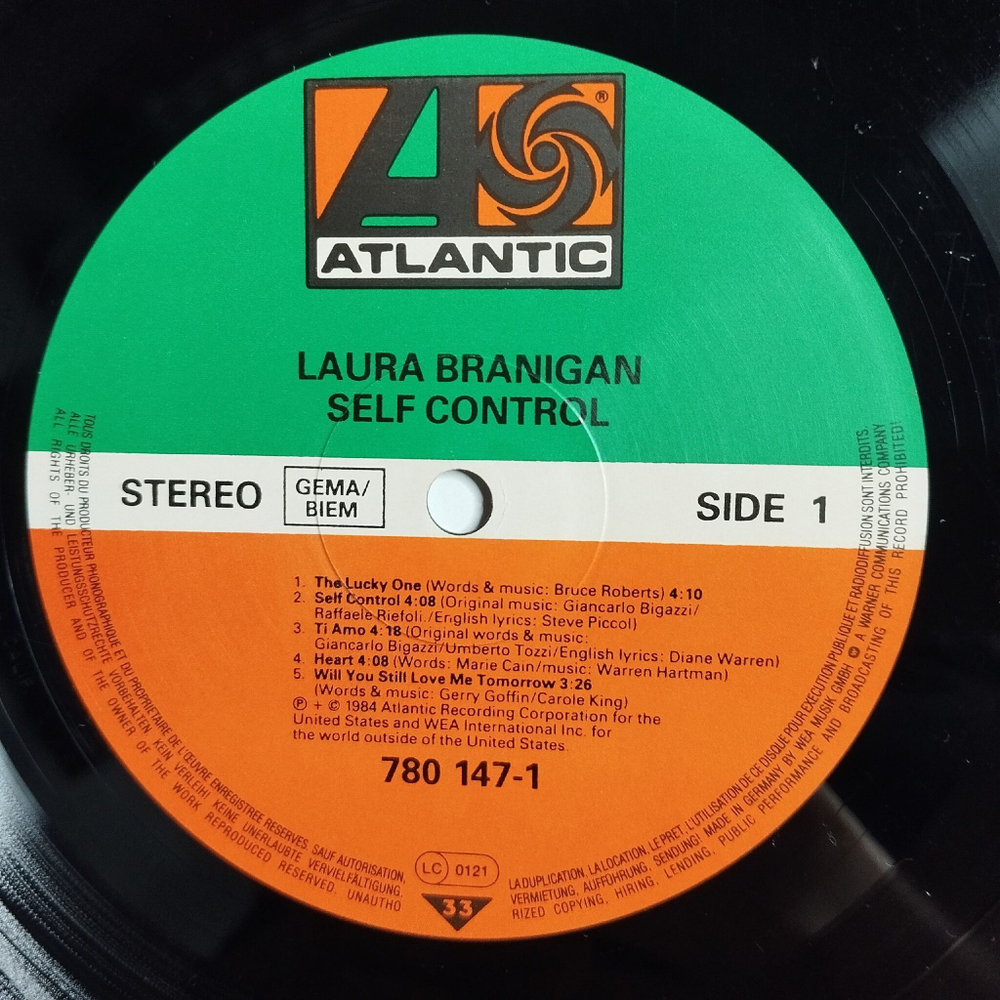 ®
ATLANTIC
LAURA BRANIGAN
SELF CONTROL
STEREO
GEMA/
BIEM
SIDE 1
1. The Lucky One (Words & music: Bruce Roberts) 4:10
2. Self Control 4:08 (Original music: Giancarlo Bigazzi/
Raffaele Riefoli./English lyrics: Steve Piccol)
3. Ti Amo 4:18 (Original words & music:
Giancarlo Bigazzi/Umberto Tozzi/English lyrics: Diane Warren)
4. Heart 4:08 (Words: Marie Cain/music: Warren Hartman)
5. Will You Still Love Me Tomorrow 3:26
(Words & music: Gerry Goffin/Carole King)
℗ + © 1984 Atlantic Recording Corporation for the
United States and WEA International Inc. for
the world outside of the United States.
780 147-1
LC 0121
33
TOUS DROITS DU PRODUCTEUR PHONOGRAPHIQUE ET DU PROPRIETAIRE DE L'ŒUVRE ENREGISTREE RESERVES. SAUF AUTORISATION,
LA DUPLICATION, LA LOCATION, LE PRET, L'UTILISATION DE CE DISQUE POUR EXECUTION PUBLIQUE ET RADIODIFFUSION SONT INTERDITS.
ALLE URHEBER- UND LEISTUNGSSCHUTZRECHTE VORBEHALTEN. KEIN VERLEIH! KEINE UNERLAUBTE VERVIELFÄLTIGUNG,
VERMIETUNG, AUFFÜHRUNG, SENDUNG! MADE IN GERMANY BY WEA MUSIK GMBH A WARNER COMMUNICATIONS COMPANY
ALL RIGHTS OF THE PRODUCER AND OF THE OWNER OF THE WORK REPRODUCED RESERVED. UNAUTHO
RIZED COPYING, HIRING, LENDING, PUBLIC PERFORMANCE AND BROADCASTING OF THIS RECORD PROHIBITED!